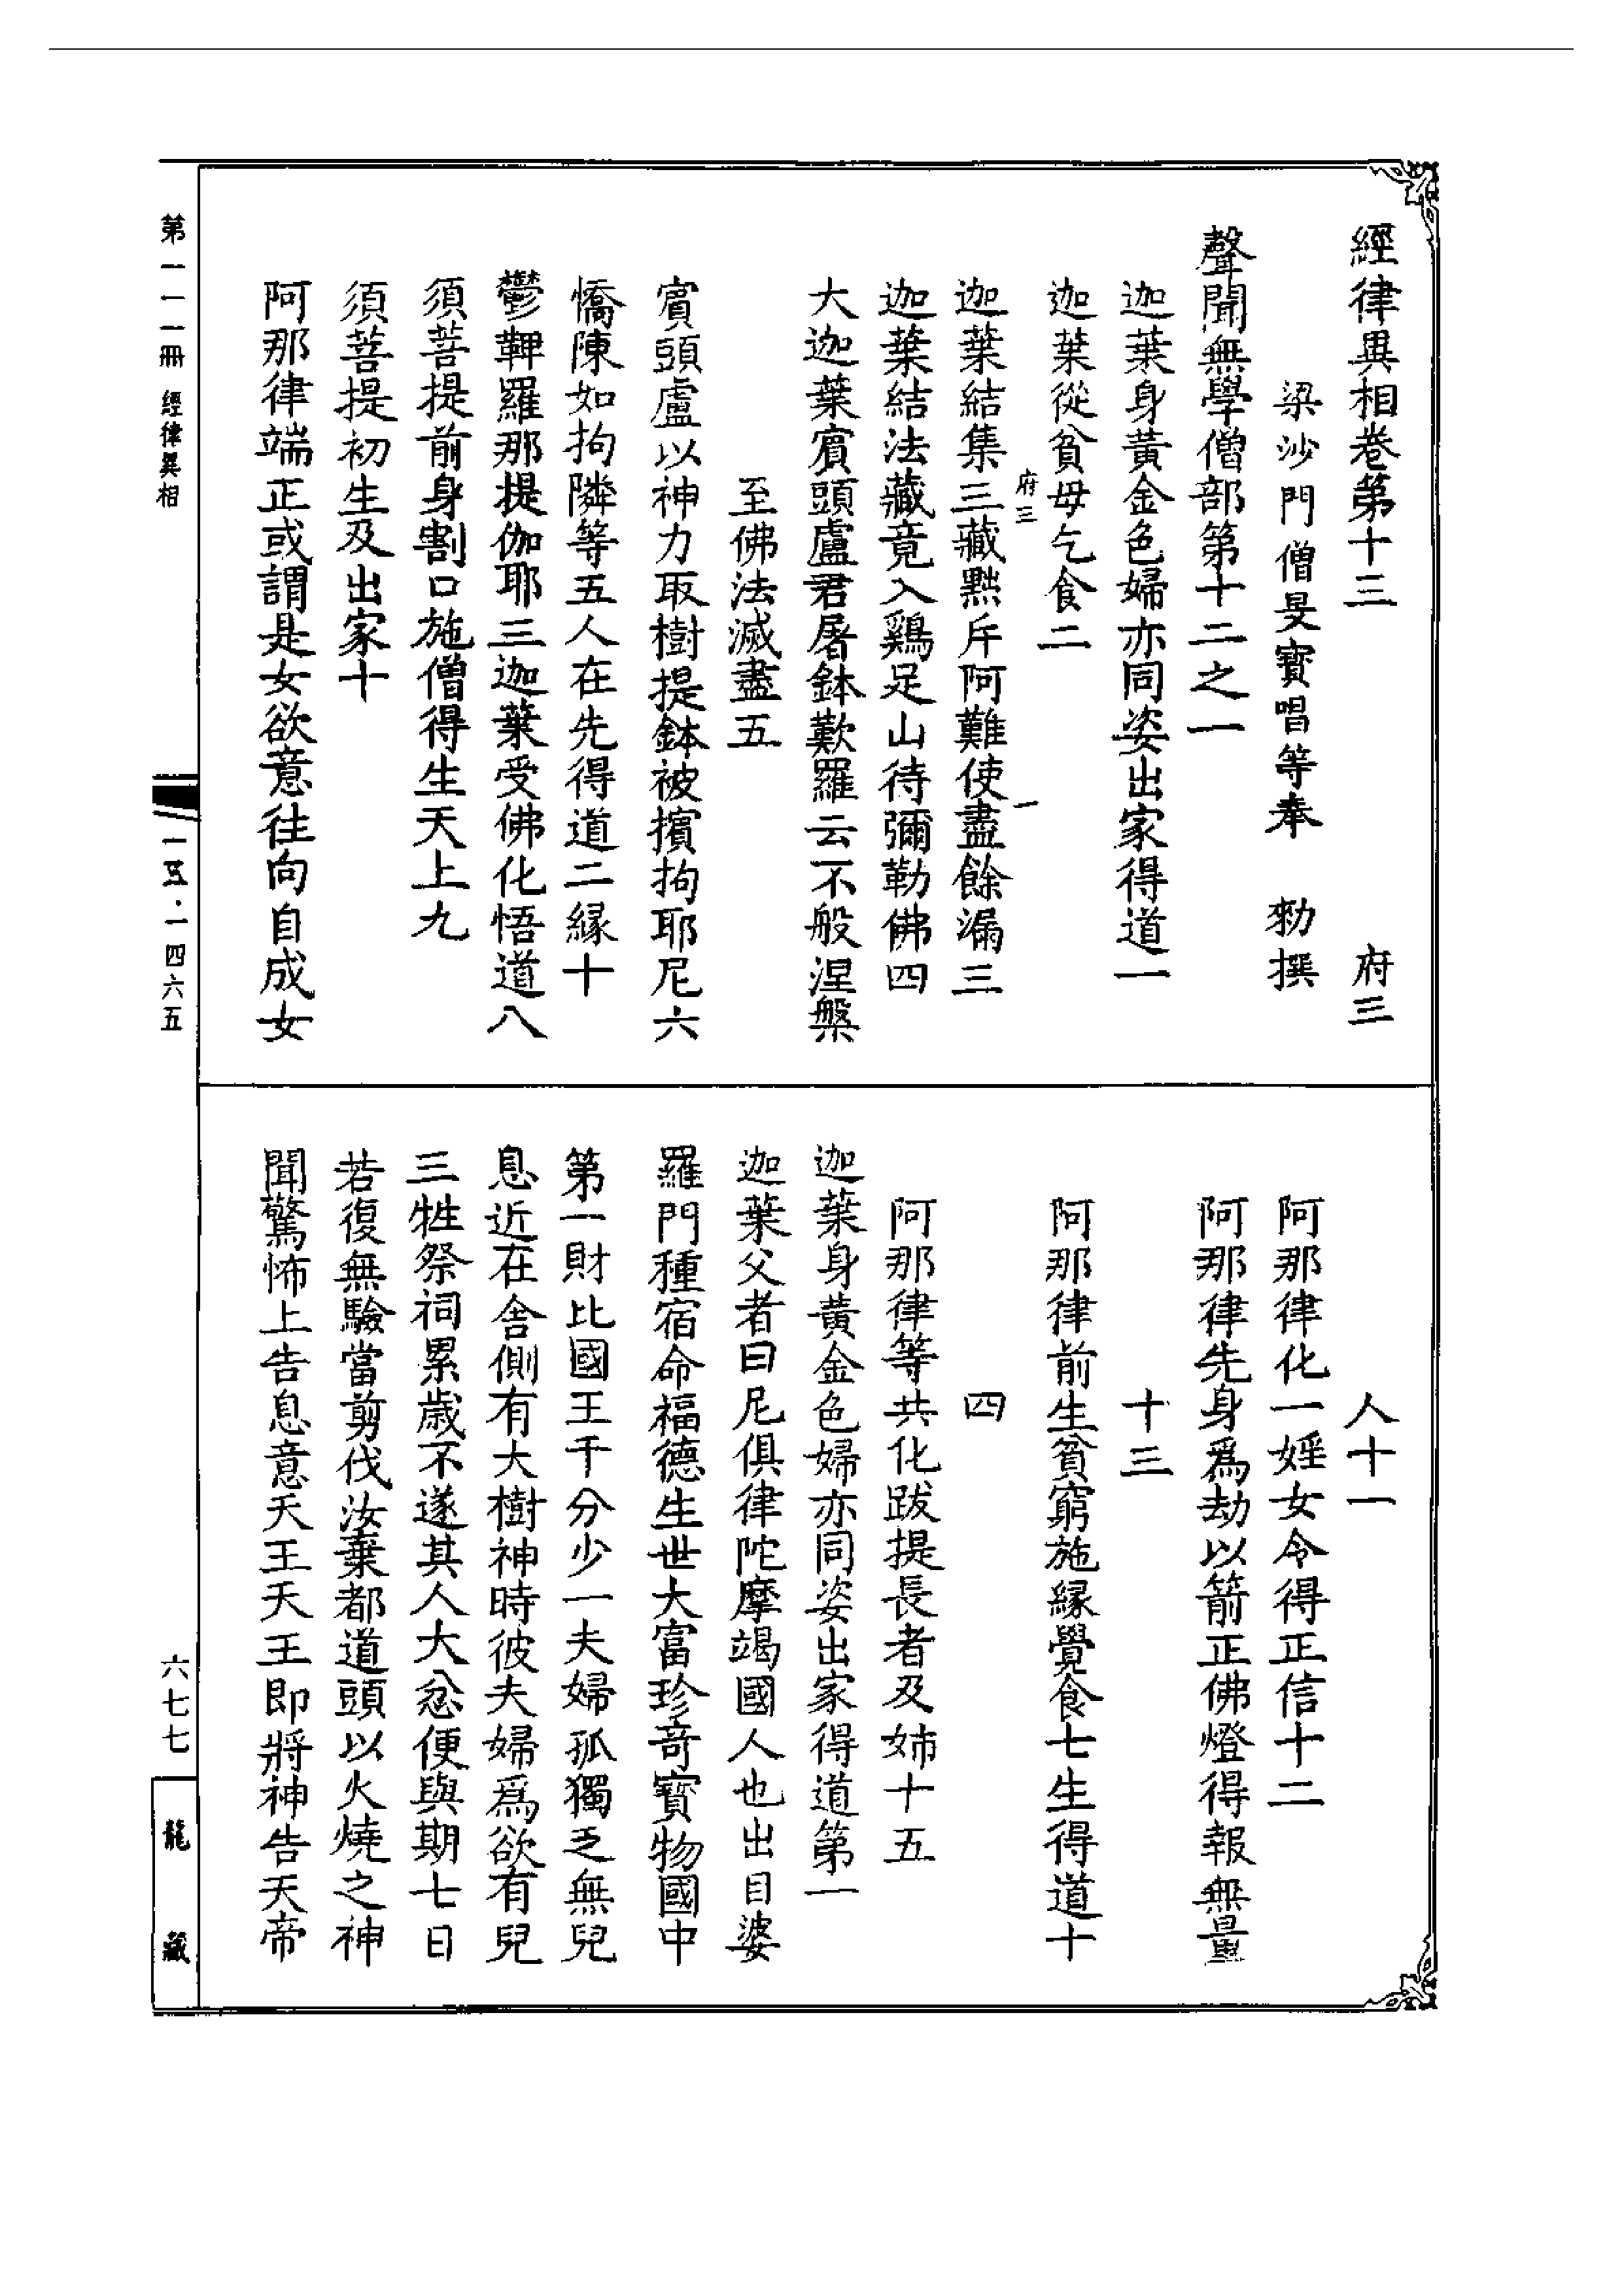 經律異相卷第十三　府三
梁沙門僧旻寶唱等奉　勑撰
聲聞無學僧部第十二之一
迦葉身黃金色婦亦同姿出家得道一
迦葉從貧母乞食二
府三　一
迦葉結集三藏黜斥阿難使盡餘漏三
迦葉結法藏竟入鷄足山待彌勒佛四
大迦葉賓頭盧君屠鉢歎羅云不般涅槃
至佛法滅盡五
賓頭盧以神力取樹提鉢被擯拘耶尼六
憍陳如拘隣等五人在先得道二緣十
鬱鞞羅那提伽耶三迦葉受佛化悟道八
須菩提前身割口施僧得生天上九
須菩提初生及出家十
阿那律端正或謂是女欲意往向自成女
人十一
阿那律化一婬女令得正信十二
阿那律先身爲劫以箭正佛燈得報無量
十三
阿那律前生貧窮施緣覺食七生得道十
四
阿那律等共化跋提長者及姊十五
迦葉身黃金色婦亦同姿出家得道第一
迦葉父者曰尼俱律陀摩竭國人也出自婆
羅門種宿命福德生世大富珍奇寶物國中
第一財比國王千分少一夫婦孤獨乏無兒
息近在舍側有大樹神時彼夫婦爲欲有兒
三牲祭祠累歲不遂其人大忿便與期七日
若復無驗當剪伐汝棄都道頭以火燒之神
聞驚怖上告息意天王天王即將神告天帝
第一一一冊　經律異相
一五·一四六五
六七七
龍藏